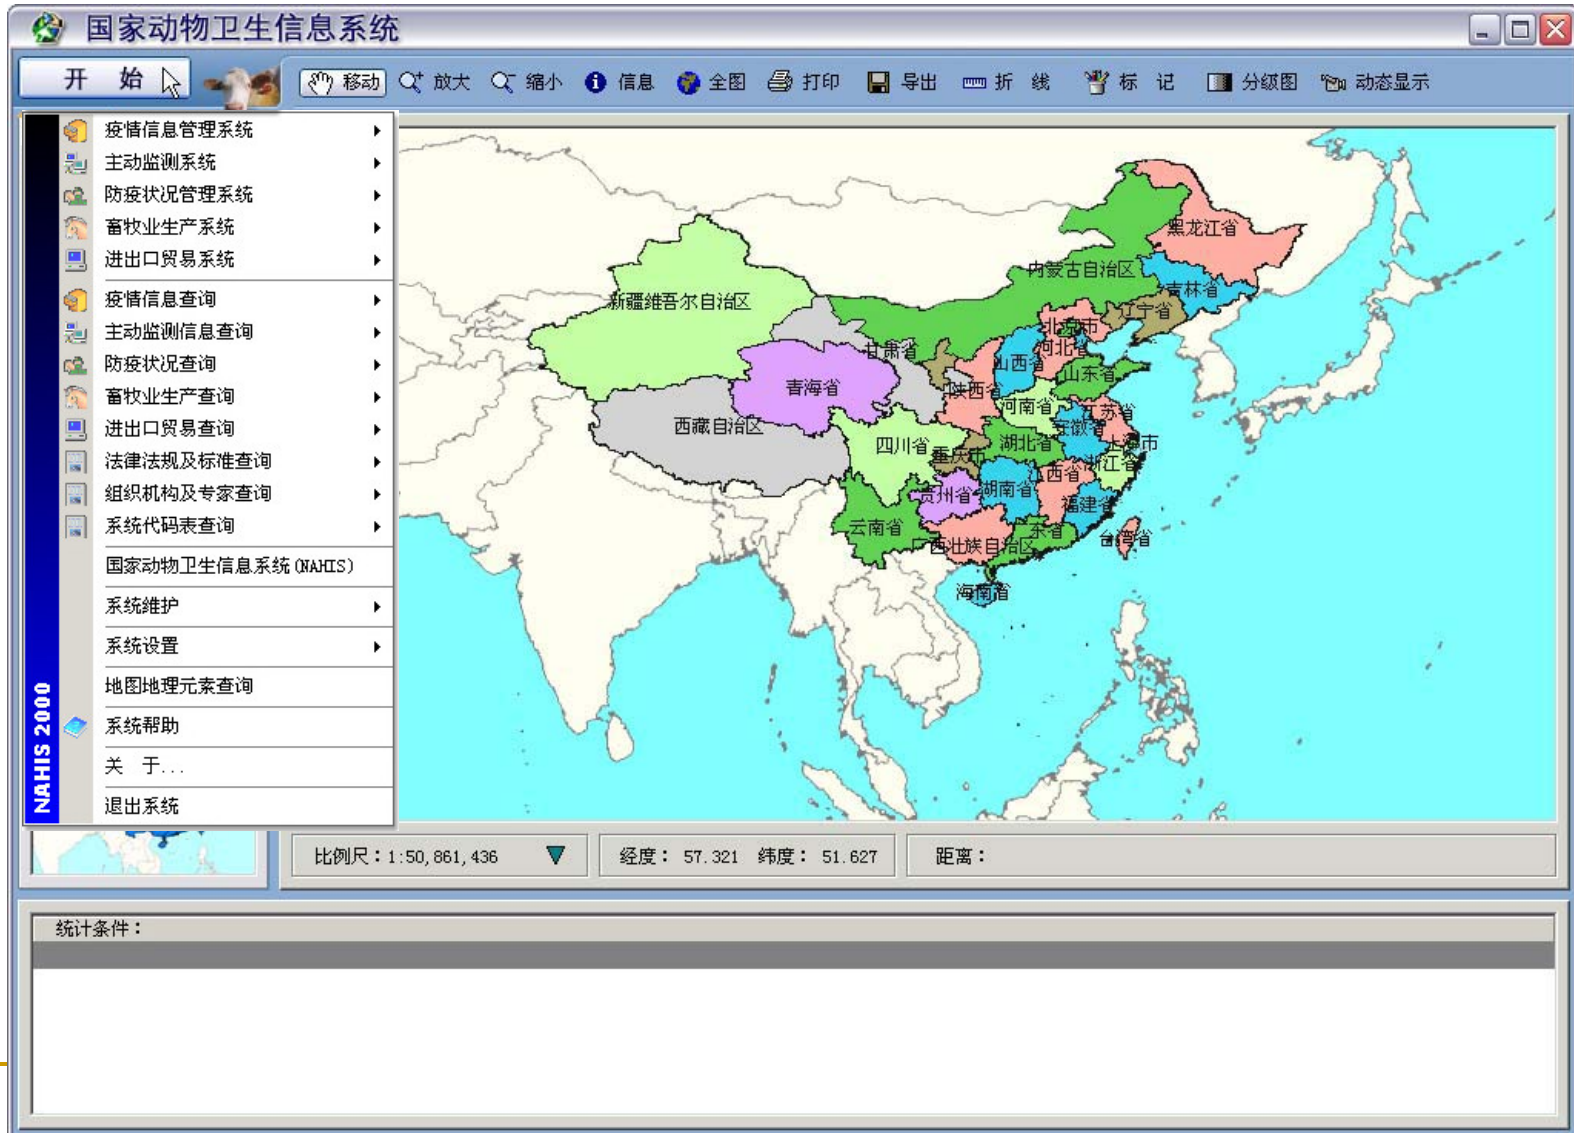 国家动物卫生信息系统
开 始 移动 放大 缩小 信息 全图 打印 导出 折 线 标 记 分级图 动态显示
疫情信息管理系统
主动监测系统
防疫状况管理系统
畜牧业生产系统
进出口贸易系统
疫情信息查询
主动监测信息查询
防疫状况查询
畜牧业生产查询
进出口贸易查询
法律法规及标准查询
组织机构及专家查询
系统代码表查询
国家动物卫生信息系统(NAHIS)
系统维护
系统设置
地图地理元素查询
系统帮助
关 于...
退出系统
NAHIS 2000
黑龙江省
内蒙古自治区
吉林省
新疆维吾尔自治区
辽宁省
北京市
甘肃省
河北省
山西省
山东省
青海省
陕西省
河南省
江苏省
西藏自治区
安徽省
四川省
湖北省
上海市
重庆市
浙江省
江西省
贵州省
湖南省
福建省
云南省
广东省
台湾省
广西壮族自治区
海南省
比例尺：1:50,861,436 经度： 57.321 纬度： 51.627 距离：
统计条件：